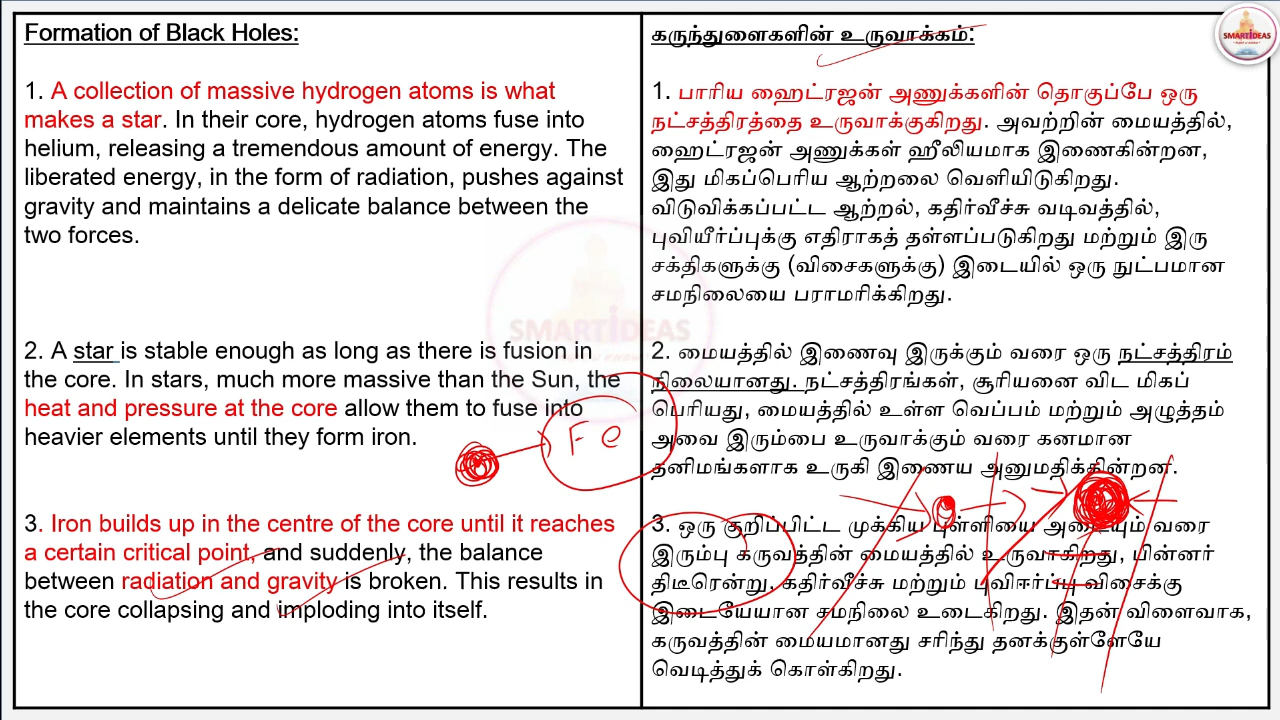 Formation of Black Holes:
1. A collection of massive hydrogen atoms is what
makes a star. In their core, hydrogen atoms fuse into
helium, releasing a tremendous amount of energy. The
liberated energy, in the form of radiation, pushes against
gravity and maintains a delicate balance between the
two forces.
2. A star is stable enough as long as there is fusion in
the core. In stars, much more massive than the Sun, the
heat and pressure at the core allow them to fuse into
heavier elements until they form iron.
Fe
3. Iron builds up in the centre of the core until it reaches
a certain critical point, and suddenly, the balance
between radiation and gravity is broken. This results in
the core collapsing and imploding into itself.
கருந்துளைகளின் உருவாக்கம்:
1. பாரிய ஹைட்ரஜன் அணுக்களின் தொகுப்பே ஒரு
நட்சத்திரத்தை உருவாக்குகிறது. அவற்றின் மையத்தில்,
ஹைட்ரஜன் அணுக்கள் ஹீலியமாக இணைகின்றன,
இது மிகப்பெரிய ஆற்றலை வெளியிடுகிறது.
விடுவிக்கப்பட்ட ஆற்றல், கதிர்வீச்சு வடிவத்தில்,
புவியீர்ப்புக்கு எதிராகத் தள்ளப்படுகிறது மற்றும் இரு
சக்திகளுக்கு (விசைகளுக்கு) இடையில் ஒரு நுட்பமான
சமநிலையை பராமரிக்கிறது.
2. மையத்தில் இணைவு இருக்கும் வரை ஒரு நட்சத்திரம்
நிலையானது. நட்சத்திரங்கள், சூரியனை விட மிகப்
பெரியது, மையத்தில் உள்ள வெப்பம் மற்றும் அழுத்தம்
அவை இரும்பை உருவாக்கும் வரை கனமான
தனிமங்களாக உருகி இணைய அனுமதிக்கின்றன.
3. ஒரு குறிப்பிட்ட முக்கிய புள்ளியை அடையும் வரை
இரும்பு கருவத்தின் மையத்தில் உருவாகிறது, பின்னர்
திடீரென்று, கதிர்வீச்சு மற்றும் புவிஈர்ப்பு விசைக்கு
இடையேயான சமநிலை உடைகிறது. இதன் விளைவாக,
கருவத்தின் மையமானது சரிந்து தனக்குள்ளேயே
வெடித்துக் கொள்கிறது.
SMARTIDEAS
SMARTIDEAS